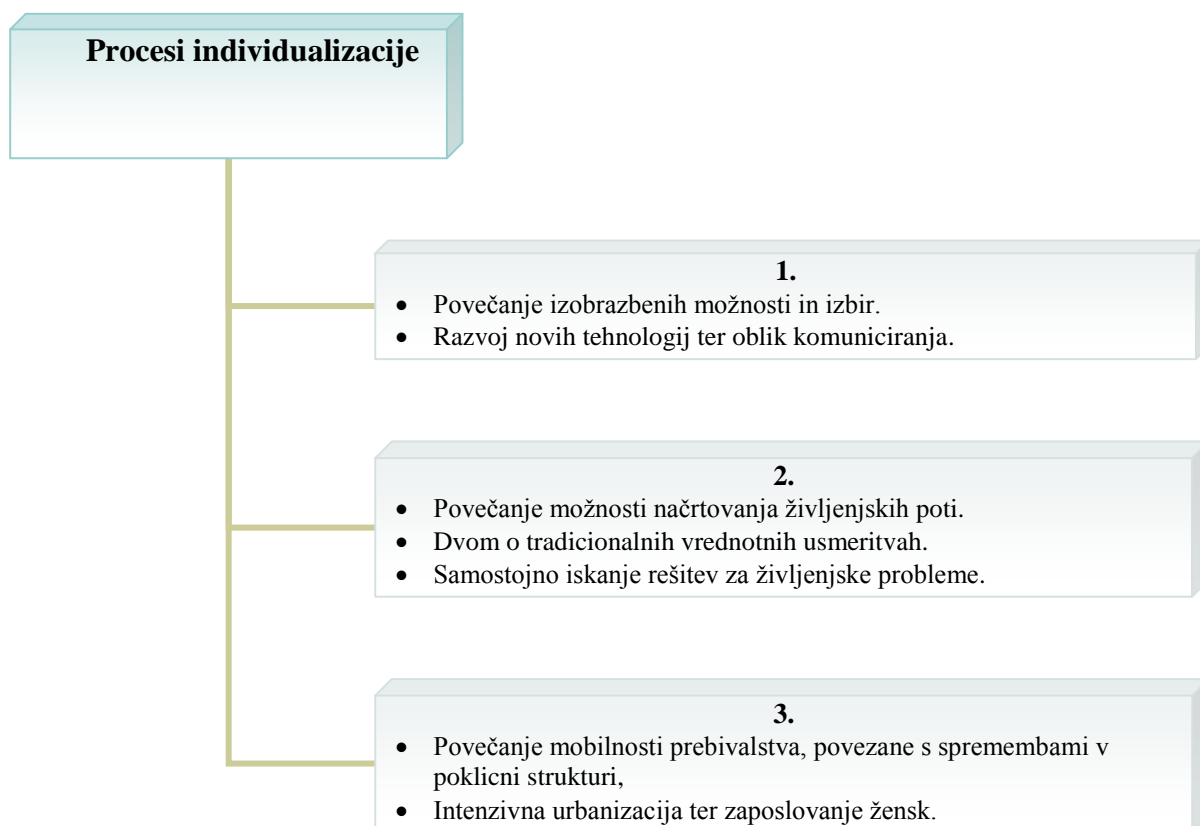 Procesi individualizacije
1.
• Povečanje izobrazbenih možnosti in izbir.
• Razvoj novih tehnologij ter oblik komuniciranja.
2.
• Povečanje možnosti načrtovanja življenjskih poti.
• Dvom o tradicionalnih vrednotnih usmeritvah.
• Samostojno iskanje rešitev za življenjske probleme.
3.
• Povečanje mobilnosti prebivalstva, povezane s spremembami v
poklicni strukturi,
• Intenzivna urbanizacija ter zaposlovanje žensk.